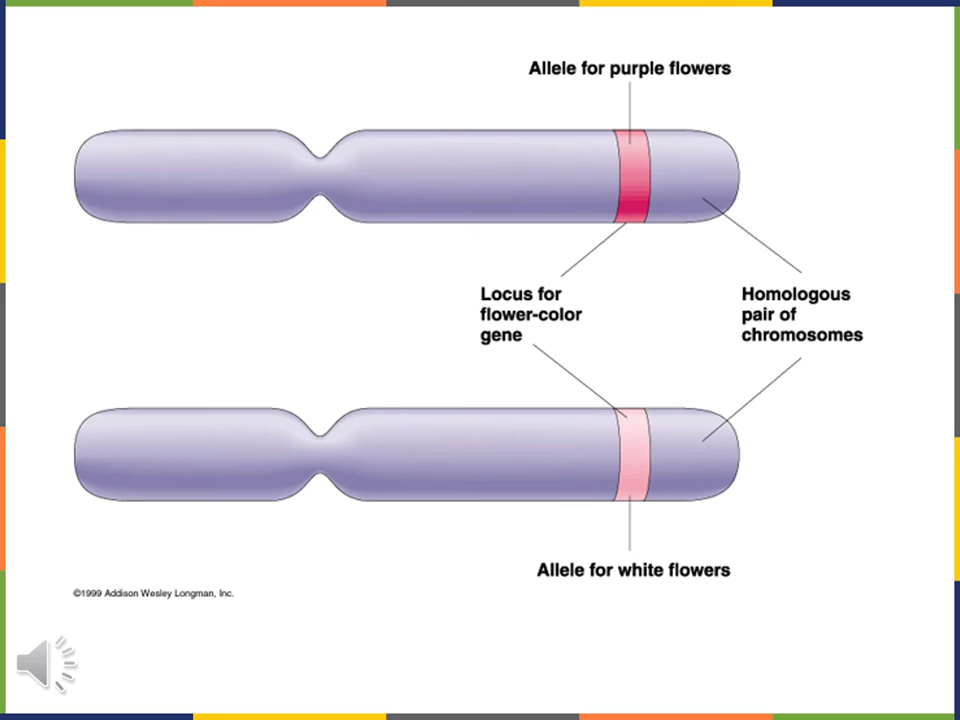 Allele for purple flowers
Locus for
flower-color
gene
Homologous
pair of
chromosomes
Allele for white flowers
©1999 Addison Wesley Longman, Inc.